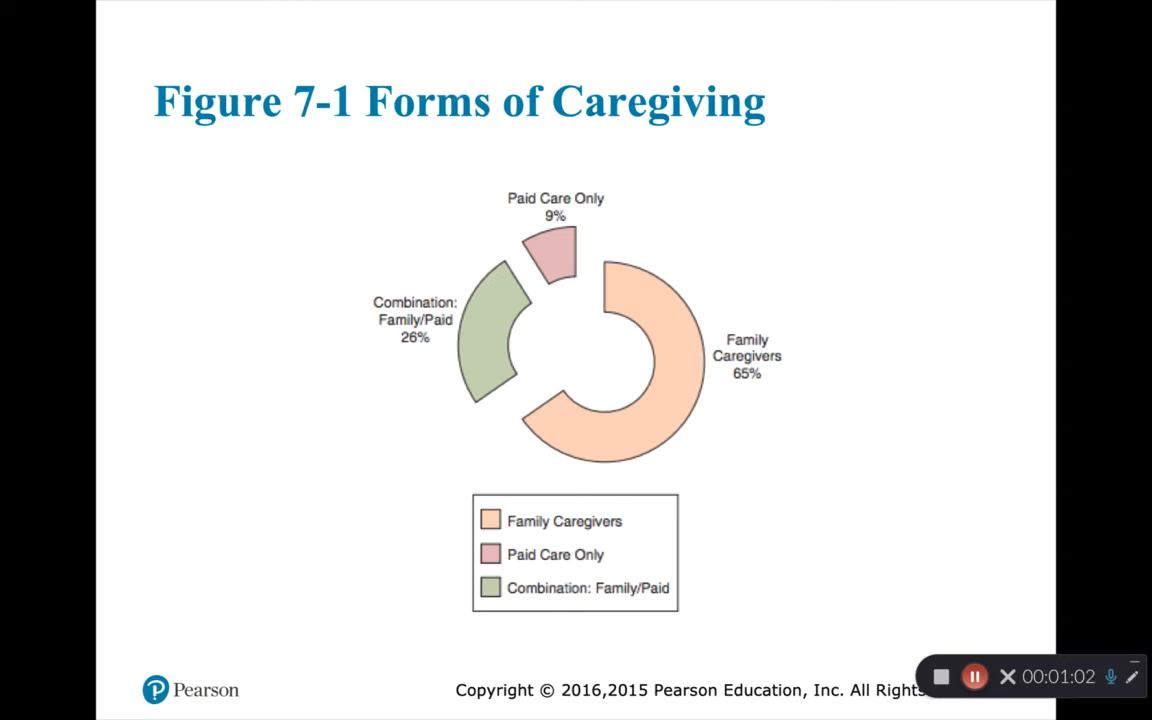 Figure 7-1 Forms of Caregiving
Paid Care Only
9%
Combination:
Family/Paid
26%
Family
Caregivers
65%
Family Caregivers
Paid Care Only
Combination: Family/Paid
Pearson
Copyright © 2016,2015 Pearson Education, Inc. All Rights
00:01:02